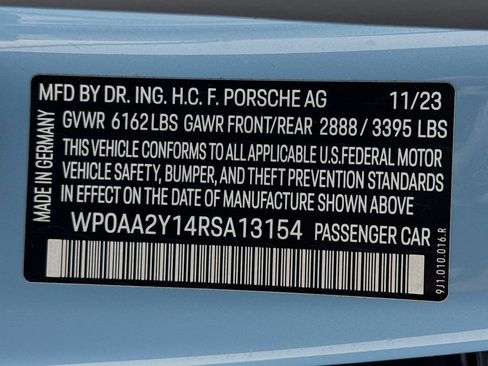 MFD BY DR. ING. H.C. F. PORSCHE AG 11/23
GVWR 6162 LBS GAWR FRONT/REAR 2888 / 3395 LBS
THIS VEHICLE CONFORMS TO ALL APPLICABLE U.S.FEDERAL MOTOR
VEHICLE SAFETY, BUMPER, AND THEFT PREVENTION STANDARDS
IN EFFECT ON THE DATE OF MANUFACTURE SHOWN ABOVE.
WP0AA2Y14RSA13154 PASSENGER CAR
MADE IN GERMANY
9J1.010.016.R